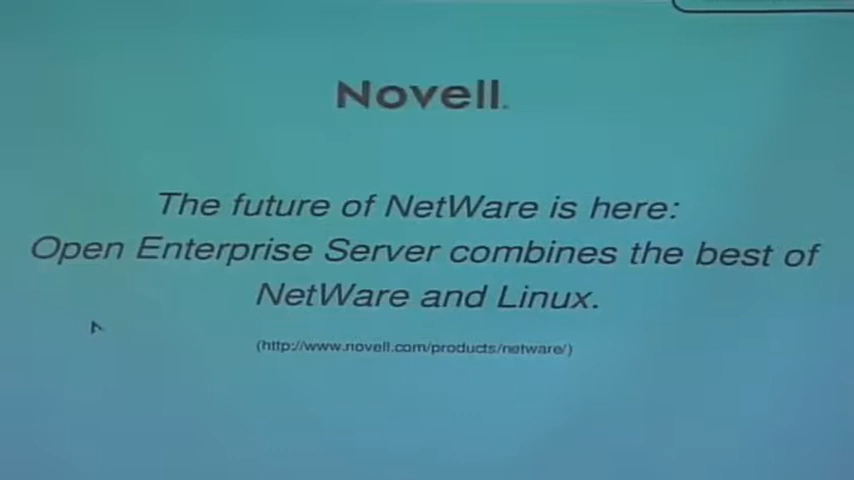 Novell.
The future of NetWare is here:
Open Enterprise Server combines the best of
NetWare and Linux.
(http://www.novell.com/products/netware/)